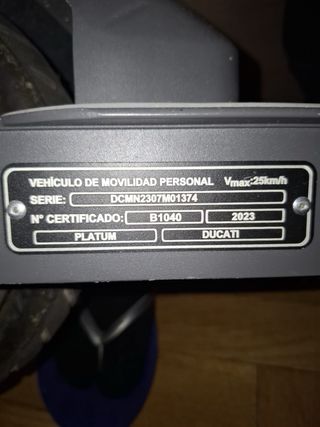 VEHÍCULO DE MOVILIDAD PERSONAL Vmax:25km/h
SERIE: DCMN2307M01374
Nº CERTIFICADO: B1040 2023
PLATUM DUCATI